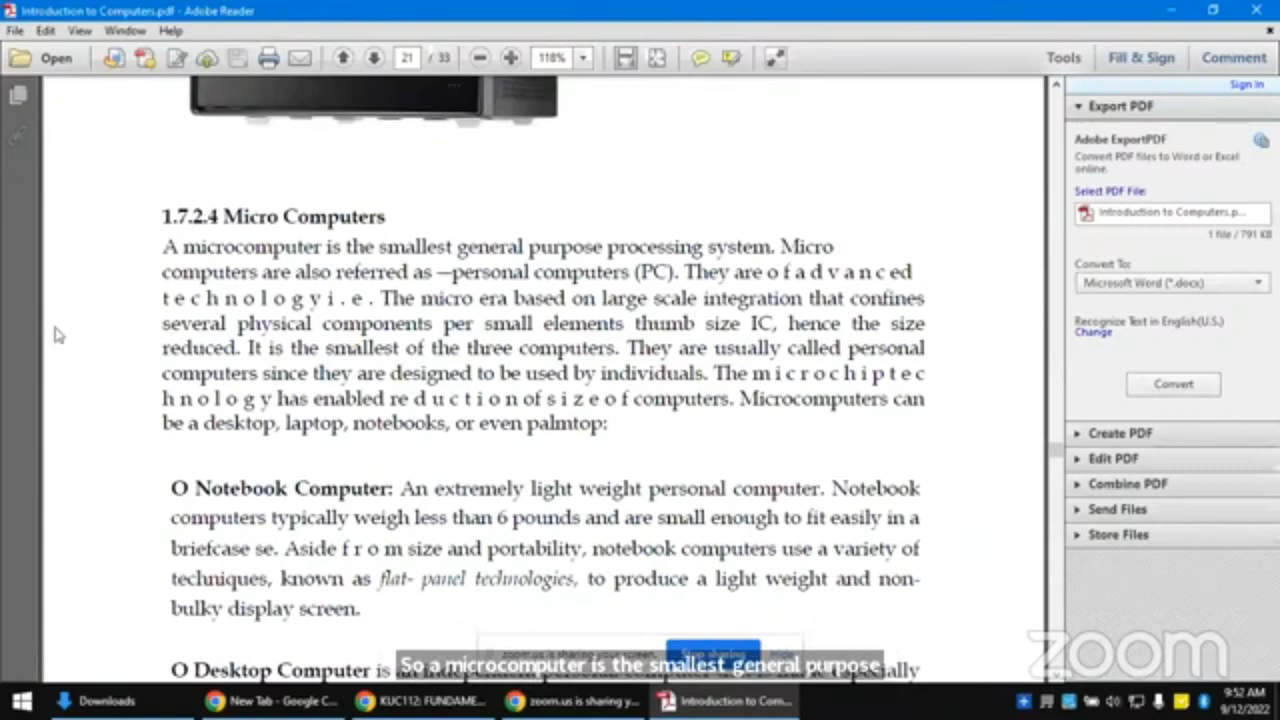 Introduction to Computers.pdf - Adobe Reader
File Edit View Window Help
Open 21 / 33 118% Tools Fill & Sign Comment
Sign In
Export PDF
Adobe ExportPDF
Convert PDF files to Word or Excel
online.
Select PDF File:
Introduction to Computers.p...
1 file / 791 KB
Convert To:
Microsoft Word (*.docx)
Recognize Text in English(U.S.)
Change
Convert
Create PDF
Edit PDF
Combine PDF
Send Files
Store Files
1.7.2.4 Micro Computers
A microcomputer is the smallest general purpose processing system. Micro
computers are also referred as —personal computers (PC). They are o f a d v a n c ed
t e c h n o l o g y i . e . The micro era based on large scale integration that confines
several physical components per small elements thumb size IC, hence the size
reduced. It is the smallest of the three computers. They are usually called personal
computers since they are designed to be used by individuals. The m i c r o c h i p t e c
h n o l o g y has enabled re d u c t i o n of s i z e o f computers. Microcomputers can
be a desktop, laptop, notebooks, or even palmtop:
O Notebook Computer: An extremely light weight personal computer. Notebook
computers typically weigh less than 6 pounds and are small enough to fit easily in a
briefcase se. Aside f r o m size and portability, notebook computers use a variety of
techniques, known as flat- panel technologies, to produce a light weight and non-
bulky display screen.
zoom.us is sharing your screen. Stop sharing Hide
O Desktop Computer is
So a microcomputer is the smallest general purpose
zoom
Downloads New Tab - Google C... KUC112: FUNDAME... zoom.us is sharing y... Introduction to Com...
9:52 AM
9/12/2022